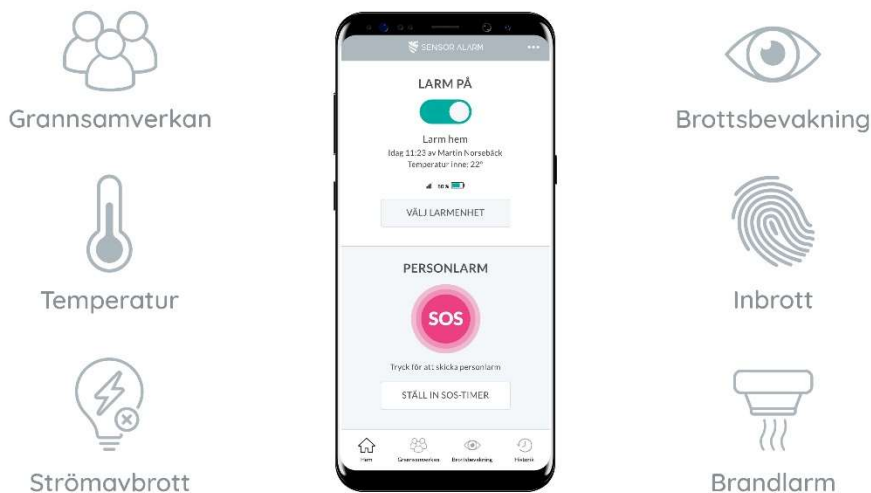 Grannsamverkan
Temperatur
Strömavbrott
SENSOR ALARM
LARM PÅ
Larm hem
Idag 11:23 av Martin Norsebäck
Temperatur inne: 22°
VÄLJ LARMENHET
PERSONLARM
SOS
Tryck för att skicka personlarm
STÄLL IN SOS-TIMER
Hem
Grannsamverkan
Brottsbevakning
Historik
Brottsbevakning
Inbrott
Brandlarm